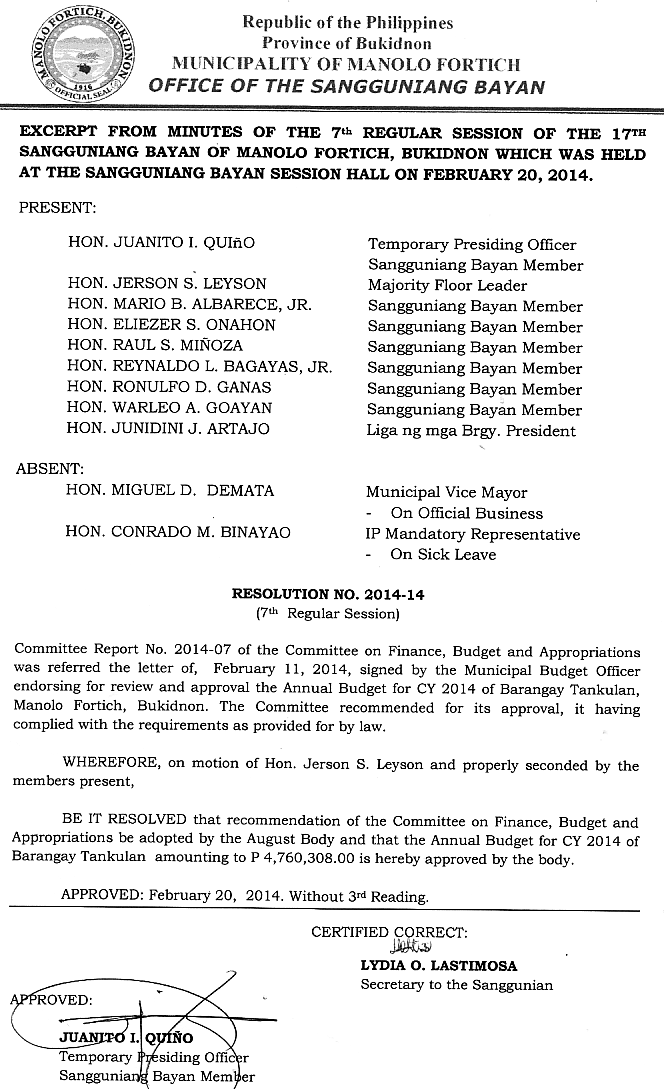 MANOLO FORTICH, BUKIDNON
1916
OFFICIAL SEAL
Republic of the Philippines
Province of Bukidnon
MUNICIPALITY OF MANOLO FORTICH
OFFICE OF THE SANGGUNIANG BAYAN
EXCERPT FROM MINUTES OF THE 7th REGULAR SESSION OF THE 17TH
SANGGUNIANG BAYAN OF MANOLO FORTICH, BUKIDNON WHICH WAS HELD
AT THE SANGGUNIANG BAYAN SESSION HALL ON FEBRUARY 20, 2014.
PRESENT:
HON. JUANITO I. QUIñO Temporary Presiding Officer
Sangguniang Bayan Member
HON. JERSON S. LEYSON Majority Floor Leader
HON. MARIO B. ALBARECE, JR. Sangguniang Bayan Member
HON. ELIEZER S. ONAHON Sangguniang Bayan Member
HON. RAUL S. MIÑOZA Sangguniang Bayan Member
HON. REYNALDO L. BAGAYAS, JR. Sangguniang Bayan Member
HON. RONULFO D. GANAS Sangguniang Bayan Member
HON. WARLEO A. GOAYAN Sangguniang Bayan Member
HON. JUNIDINI J. ARTAJO Liga ng mga Brgy. President
ABSENT:
HON. MIGUEL D. DEMATA Municipal Vice Mayor
- On Official Business
HON. CONRADO M. BINAYAO IP Mandatory Representative
- On Sick Leave
RESOLUTION NO. 2014-14
(7th Regular Session)
Committee Report No. 2014-07 of the Committee on Finance, Budget and Appropriations
was referred the letter of, February 11, 2014, signed by the Municipal Budget Officer
endorsing for review and approval the Annual Budget for CY 2014 of Barangay Tankulan,
Manolo Fortich, Bukidnon. The Committee recommended for its approval, it having
complied with the requirements as provided for by law.
WHEREFORE, on motion of Hon. Jerson S. Leyson and properly seconded by the
members present,
BE IT RESOLVED that recommendation of the Committee on Finance, Budget and
Appropriations be adopted by the August Body and that the Annual Budget for CY 2014 of
Barangay Tankulan amounting to P 4,760,308.00 is hereby approved by the body.
APPROVED: February 20, 2014. Without 3rd Reading.
CERTIFIED CORRECT:
LYDIA O. LASTIMOSA
Secretary to the Sanggunian
APPROVED:
JUANITO I. QUIÑO
Temporary Presiding Officer
Sangguniang Bayan Member